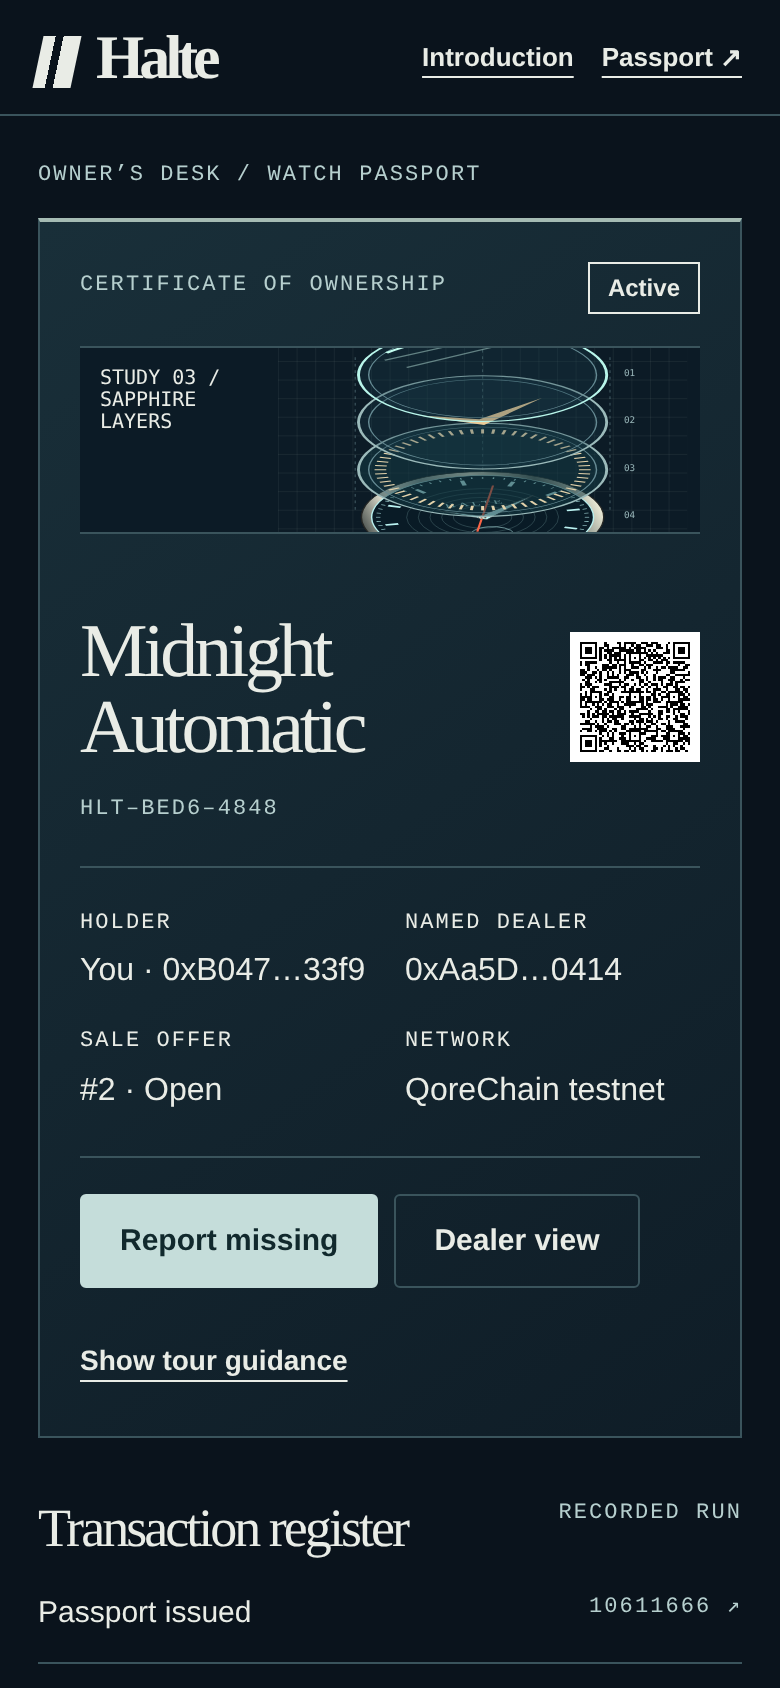 Halte
Introduction
Passport ↗
OWNER’S DESK / WATCH PASSPORT
CERTIFICATE OF OWNERSHIP
Active
STUDY 03 /
SAPPHIRE
LAYERS
01
02
03
04
Midnight
Automatic
HLT–BED6–4848
HOLDER
You · 0xB047…33f9
NAMED DEALER
0xAa5D…0414
SALE OFFER
#2 · Open
NETWORK
QoreChain testnet
Report missing
Dealer view
Show tour guidance
Transaction register
RECORDED RUN
Passport issued
10611666 ↗